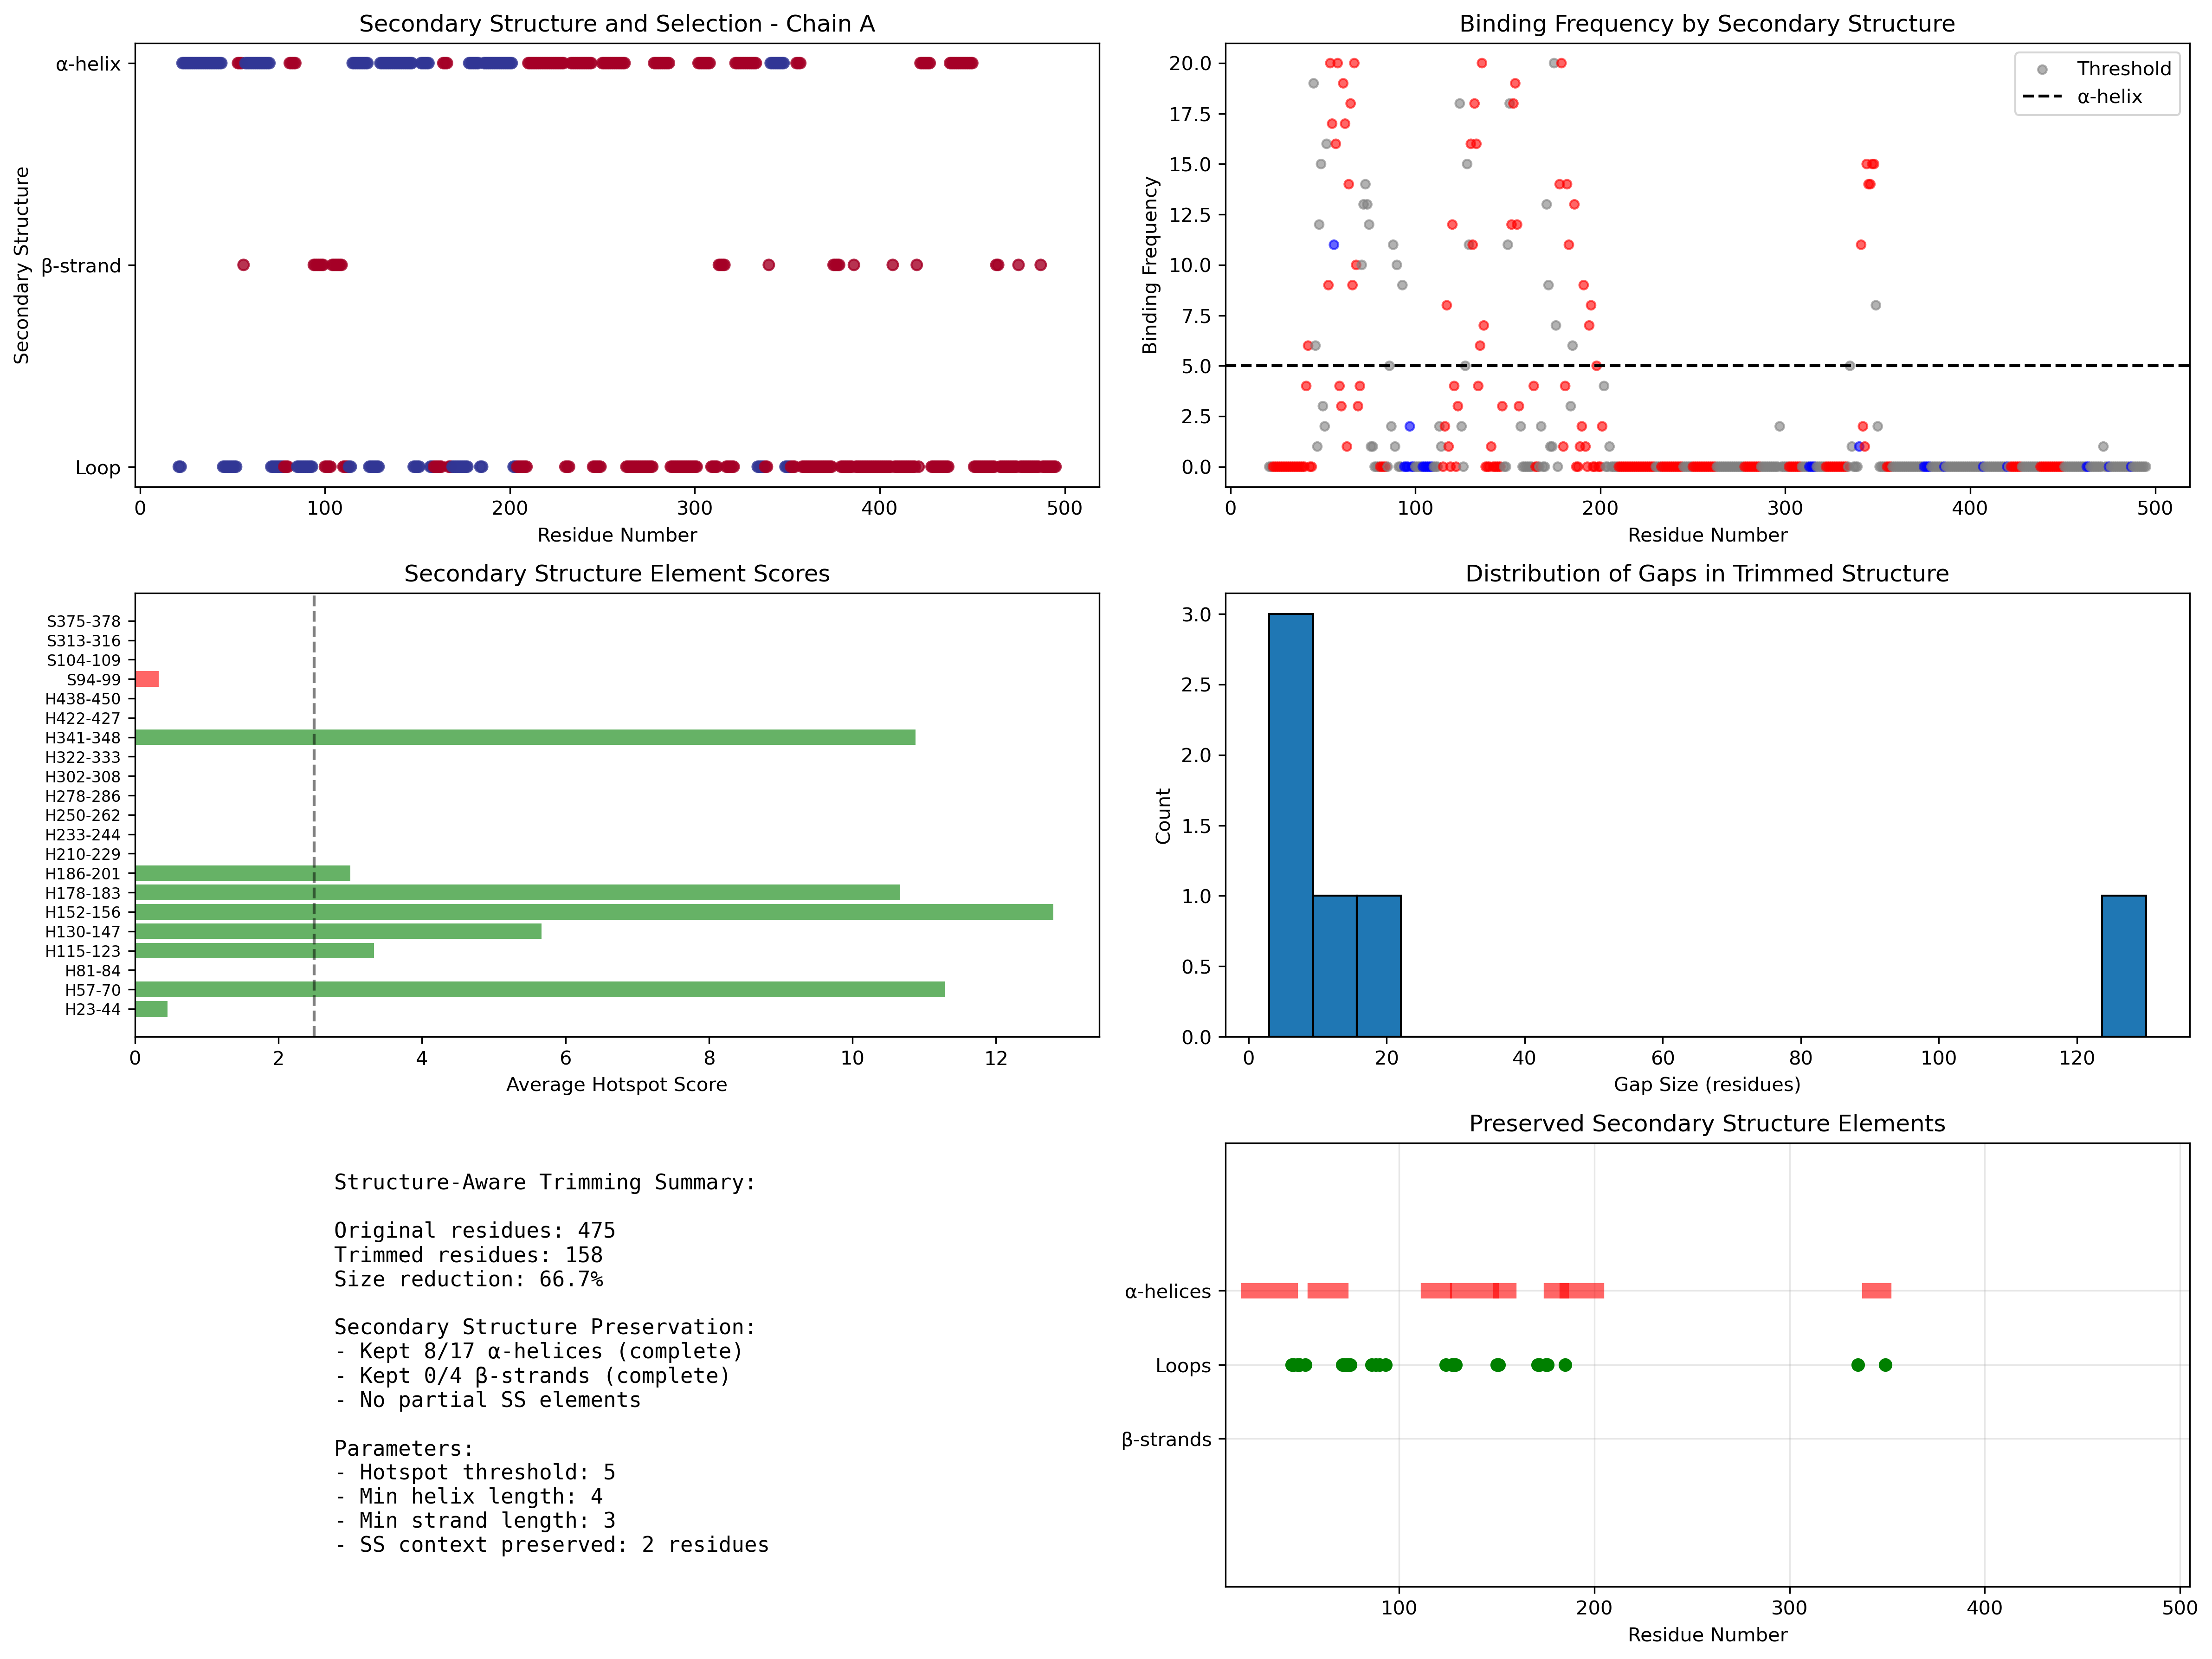 Secondary Structure and Selection - Chain A
α-helix
β-strand
Loop
Secondary Structure
0 100 200 300 400 500
Residue Number
Binding Frequency by Secondary Structure
20.0
17.5
15.0
12.5
10.0
7.5
5.0
2.5
0.0
Binding Frequency
Threshold
α-helix
0 100 200 300 400 500
Residue Number
Secondary Structure Element Scores
S375-378
S313-316
S104-109
S94-99
H438-450
H422-427
H341-348
H322-333
H302-308
H278-286
H250-262
H233-244
H210-229
H186-201
H178-183
H152-156
H130-147
H115-123
H81-84
H57-70
H23-44
0 2 4 6 8 10 12
Average Hotspot Score
Distribution of Gaps in Trimmed Structure
3.0
2.5
2.0
1.5
1.0
0.5
0.0
Count
0 20 40 60 80 100 120
Gap Size (residues)
Structure-Aware Trimming Summary:
Original residues: 475
Trimmed residues: 158
Size reduction: 66.7%
Secondary Structure Preservation:
- Kept 8/17 α-helices (complete)
- Kept 0/4 β-strands (complete)
- No partial SS elements
Parameters:
- Hotspot threshold: 5
- Min helix length: 4
- Min strand length: 3
- SS context preserved: 2 residues
Preserved Secondary Structure Elements
α-helices
Loops
β-strands
100 200 300 400 500
Residue Number